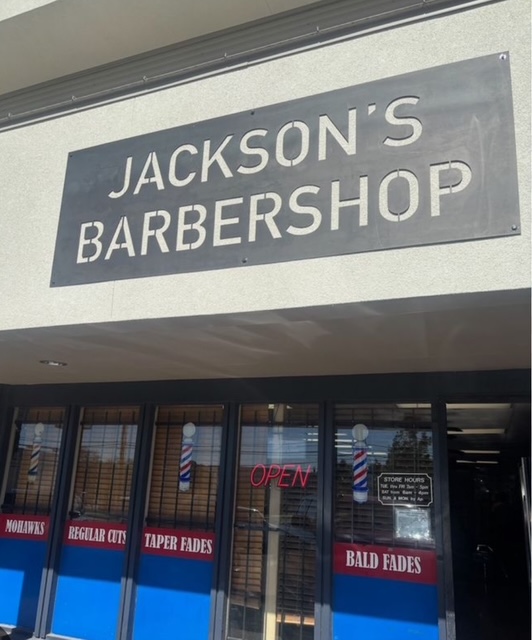 JACKSON'S
BARBERSHOP
OPEN
STORE HOURS
MOHAWKS
REGULAR CUTS
TAPER FADES
BALD FADES